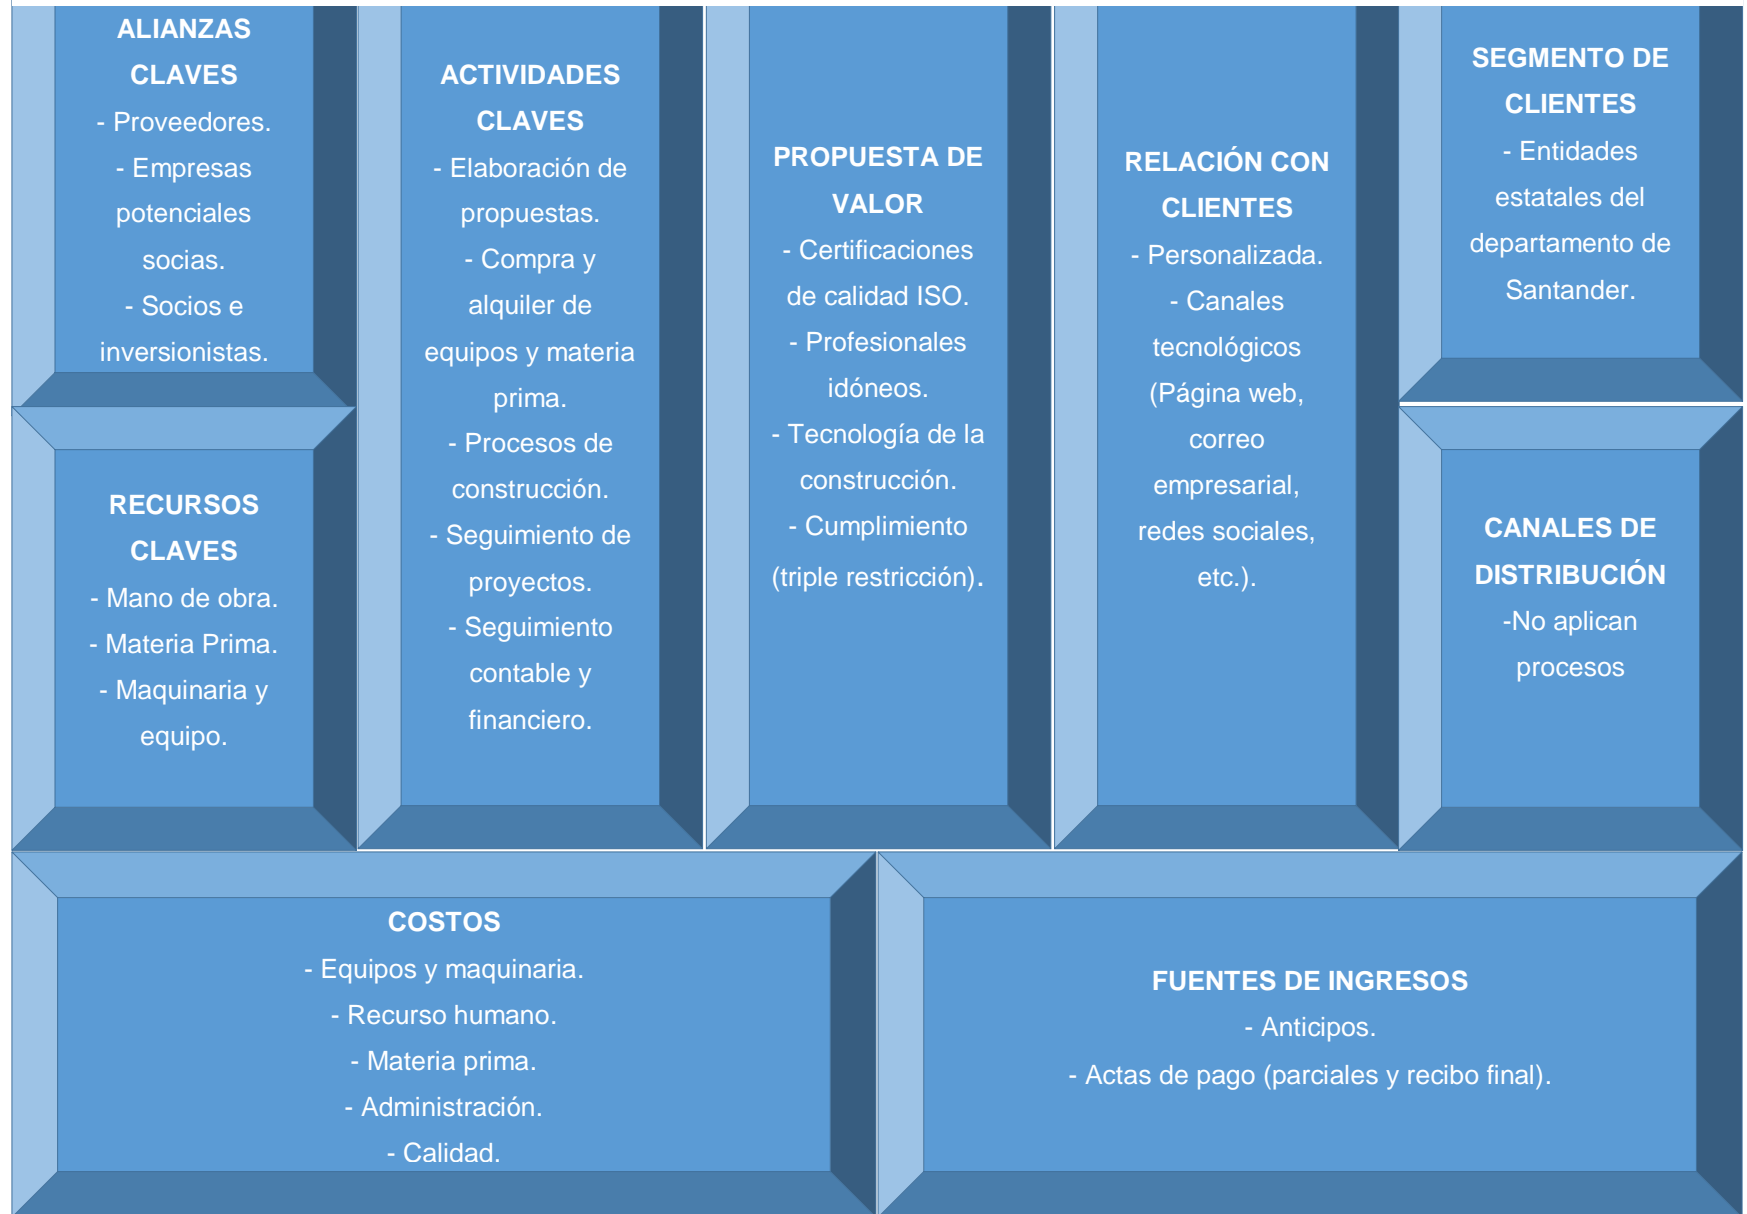 ALIANZAS
CLAVES
- Proveedores.
- Empresas
potenciales
socias.
- Socios e
inversionistas.
RECURSOS
CLAVES
- Mano de obra.
- Materia Prima.
- Maquinaria y
equipo.
ACTIVIDADES
CLAVES
- Elaboración de
propuestas.
- Compra y
alquiler de
equipos y materia
prima.
- Procesos de
construcción.
- Seguimiento de
proyectos.
- Seguimiento
contable y
financiero.
PROPUESTA DE
VALOR
- Certificaciones
de calidad ISO.
- Profesionales
idóneos.
- Tecnología de la
construcción.
- Cumplimiento
(triple restricción).
RELACIÓN CON
CLIENTES
- Personalizada.
- Canales
tecnológicos
(Página web,
correo
empresarial,
redes sociales,
etc.).
SEGMENTO DE
CLIENTES
- Entidades
estatales del
departamento de
Santander.
CANALES DE
DISTRIBUCIÓN
-No aplican
procesos
COSTOS
- Equipos y maquinaria.
- Recurso humano.
- Materia prima.
- Administración.
- Calidad.
FUENTES DE INGRESOS
- Anticipos.
- Actas de pago (parciales y recibo final).